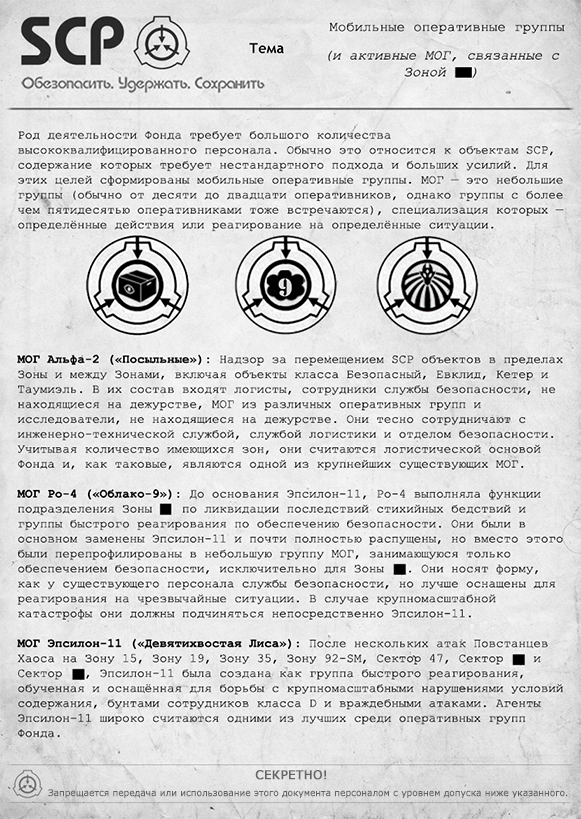 SCP
Обезопасить. Удержать. Сохранить
Тема
Мобильные оперативные группы
(и активные МОГ, связанные с
Зоной ██)
Род деятельности Фонда требует большого количества
высококвалифицированного персонала. Обычно это относится к объектам SCP,
содержание которых требует нестандартного подхода и больших усилий. Для
этих целей сформированы мобильные оперативные группы. МОГ — это небольшие
группы (обычно от десяти до двадцати оперативников, однако группы с более
чем пятидесятью оперативниками тоже встречаются), специализация которых —
определённые действия или реагирование на определённые ситуации.
9
МОГ Альфа-2 («Посыльные»): Надзор за перемещением SCP объектов в пределах
Зоны и между Зонами, включая объекты класса Безопасный, Евклид, Кетер и
Таумиэль. В их состав входят логисты, сотрудники службы безопасности, не
находящиеся на дежурстве, МОГ из различных оперативных групп и
исследователи, не находящиеся на дежурстве. Они тесно сотрудничают с
инженерно-технической службой, службой логистики и отделом безопасности.
Учитывая количество имеющихся зон, они считаются логистической основой
Фонда и, как таковые, являются одной из крупнейших существующих МОГ.
МОГ Ро-4 («Облако-9»): До основания Эпсилон-11, Ро-4 выполняла функции
подразделения Зоны █ по ликвидации последствий стихийных бедствий и
группы быстрого реагирования по обеспечению безопасности. Они были в
основном заменены Эпсилон-11 и почти полностью распущены, но вместо этого
были перепрофилированы в небольшую группу МОГ, занимающуюся только
обеспечением безопасности, исключительно для Зоны █. Они носят форму,
как у существующего персонала службы безопасности, но лучше оснащены для
реагирования на чрезвычайные ситуации. В случае крупномасштабной
катастрофы они должны подчиняться непосредственно Эпсилон-11.
МОГ Эпсилон-11 («Девятихвостая Лиса»): После нескольких атак Повстанцев
Хаоса на Зону 15, Зону 19, Зону 35, Зону 92-SM, Сектор 47, Сектор █ и
Сектор █, Эпсилон-11 была создана как группа быстрого реагирования,
обученная и оснащённая для борьбы с крупномасштабными нарушениями условий
содержания, бунтами сотрудников класса D и враждебными атаками. Агенты
Эпсилон-11 широко считаются одними из лучших среди оперативных групп
Фонда.
СЕКРЕТНО!
Запрещается передача или использование этого документа персоналом с уровнем допуска ниже указанного.